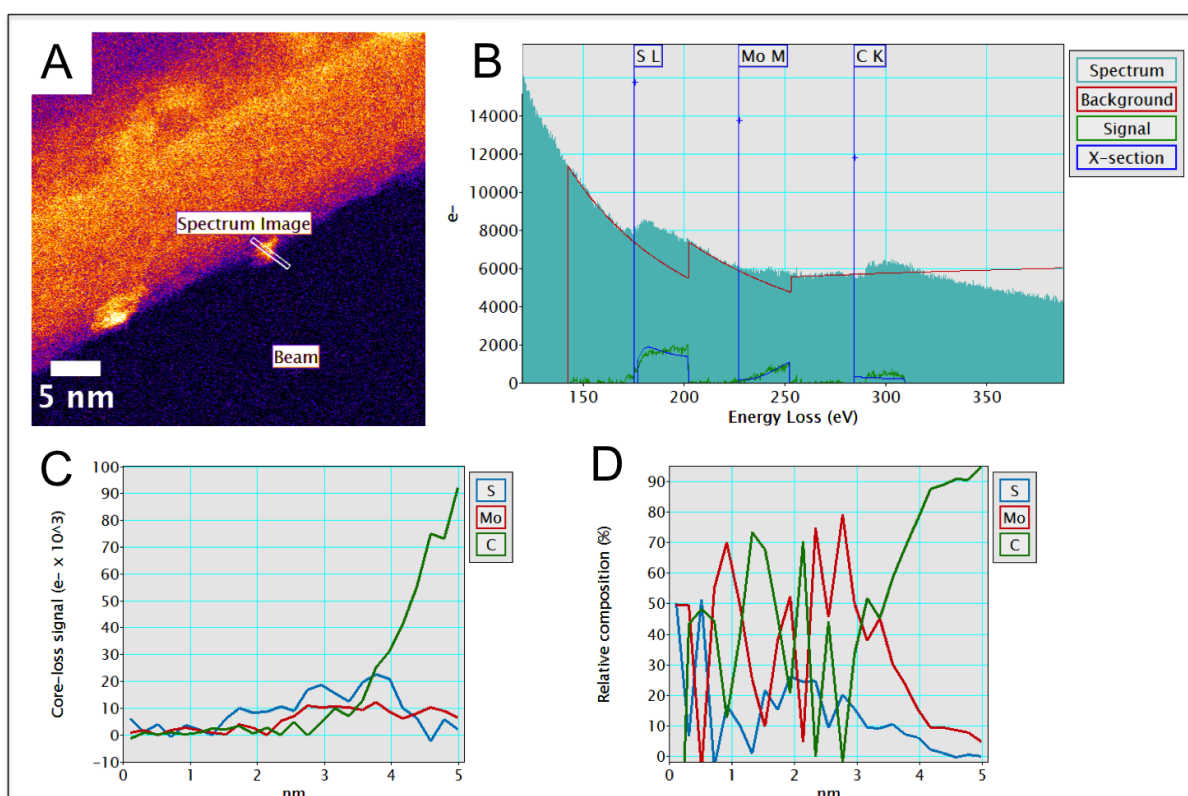 A
Spectrum Image
Beam
5 nm
B
S L
Mo M
C K
Spectrum
Background
Signal
X-section
e-
14000
12000
10000
8000
6000
4000
2000
0
150
200
250
300
350
Energy Loss (eV)
C
Core-loss signal (e- x 10^3)
100
90
80
70
60
50
40
30
20
10
0
-10
0
1
2
3
4
5
nm
S
Mo
C
D
Relative composition (%)
90
80
70
60
50
40
30
20
10
0
0
1
2
3
4
5
nm
S
Mo
C